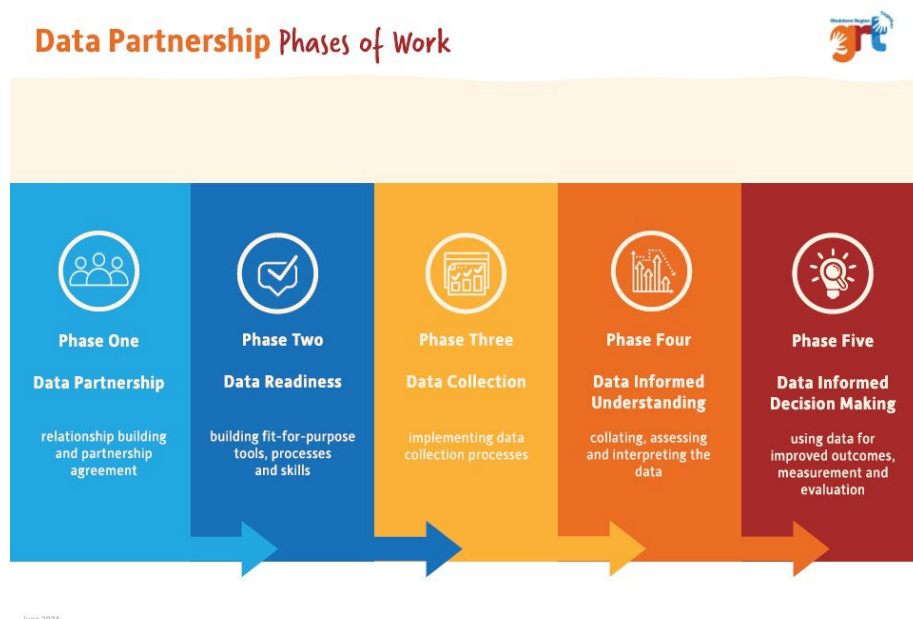 Data Partnership Phases of Work
Gladstone Region
grt
Phase One
Data Partnership
relationship building
and partnership
agreement
Phase Two
Data Readiness
building fit-for-purpose
tools, processes
and skills
Phase Three
Data Collection
implementing data
collection processes
Phase Four
Data Informed
Understanding
collating, assessing
and interpreting the
data
Phase Five
Data Informed
Decision Making
using data for
improved outcomes,
measurement and
evaluation